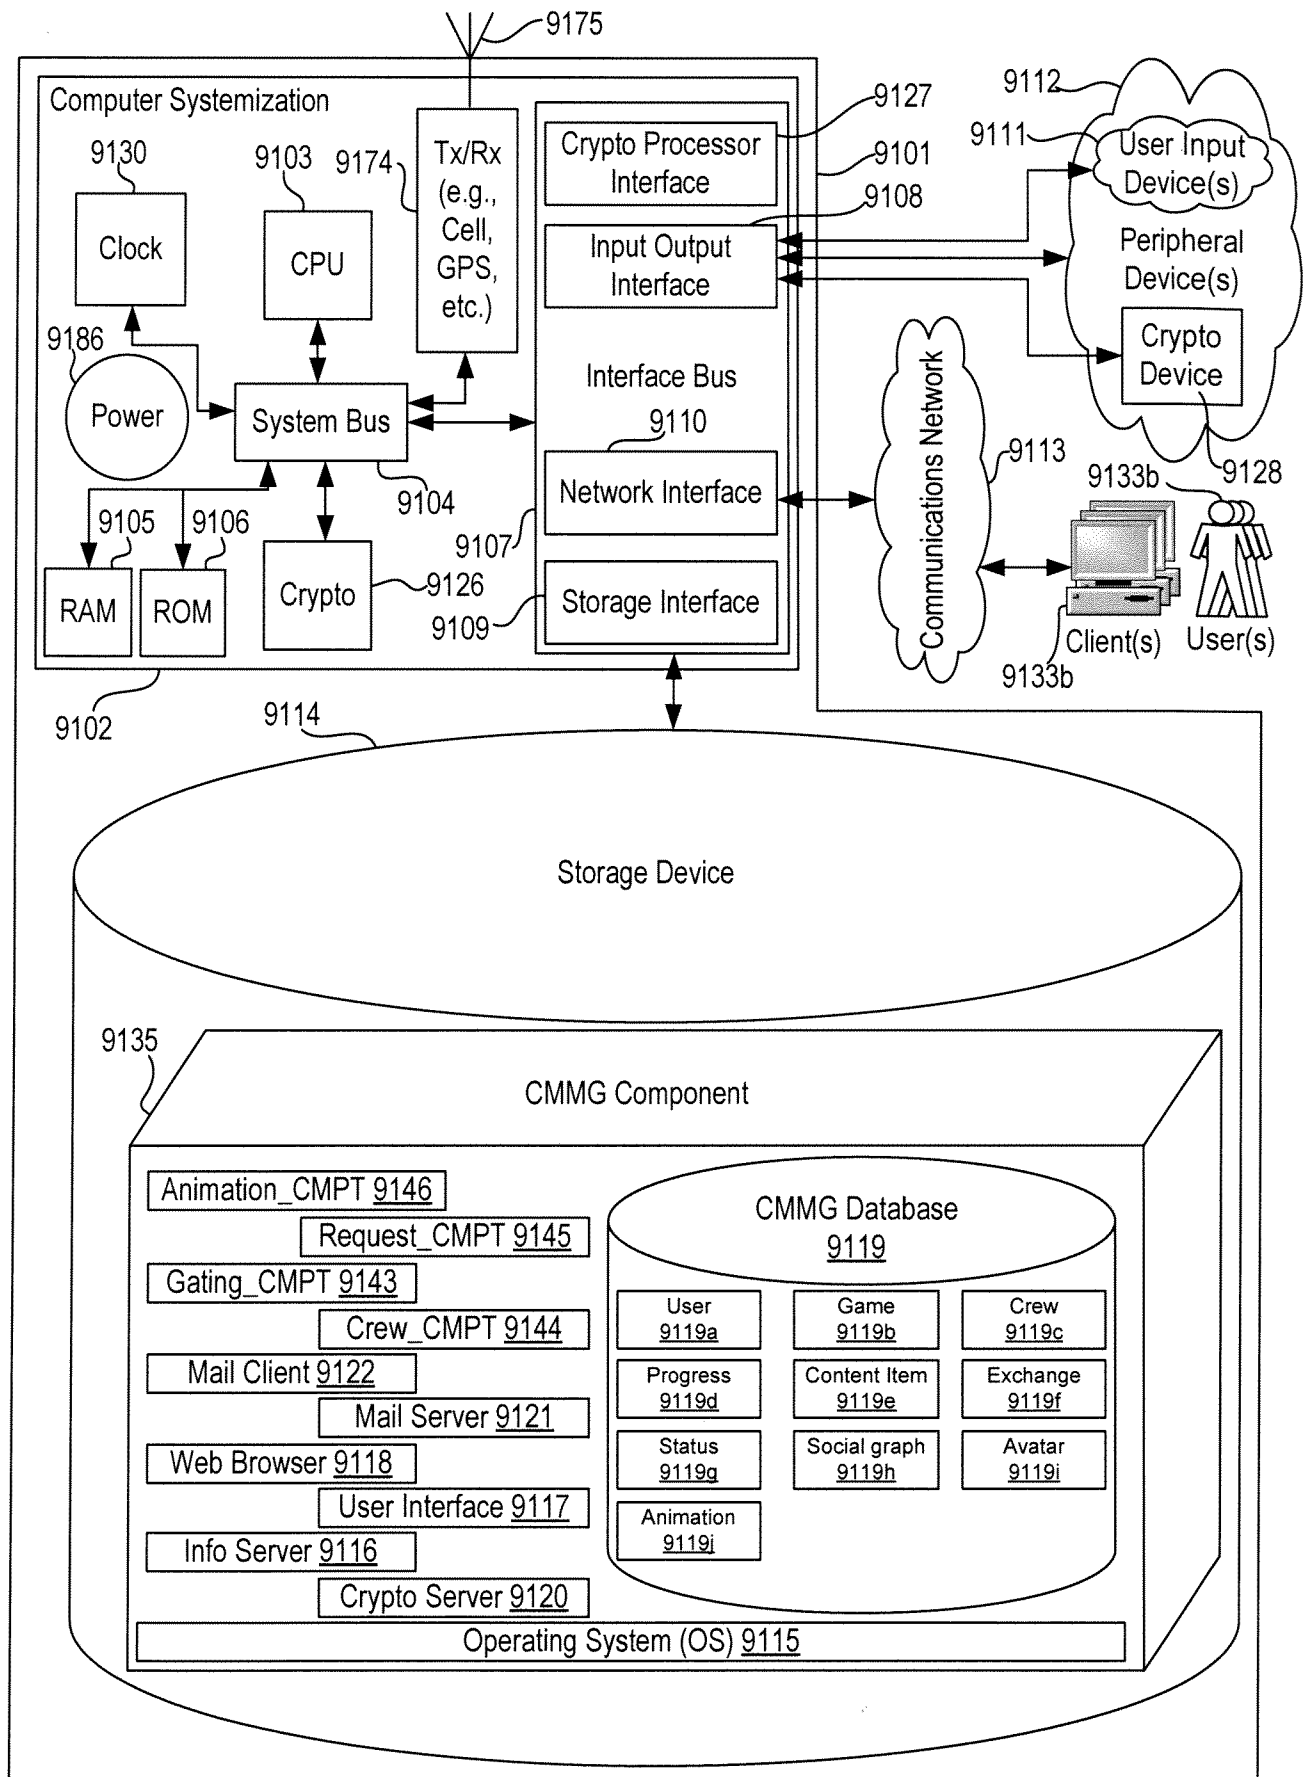 9175
Computer Systemization
9130
9103
9174
Clock
CPU
Tx/Rx
(e.g.,
Cell,
GPS,
etc.)
9127
Crypto Processor
Interface
9101
9108
Input Output
Interface
9112
9111
User Input
Device(s)
Peripheral
Device(s)
Crypto
Device
9128
9186
Power
System Bus
9104
Interface Bus
9110
Network Interface
9107
Storage Interface
9109
Communications Network
9113
9133b
Client(s)
User(s)
9133b
9105
9106
RAM
ROM
Crypto
9126
9102
9114
Storage Device
9135
CMMG Component
Animation_CMPT 9146
Request_CMPT 9145
Gating_CMPT 9143
Crew_CMPT 9144
Mail Client 9122
Mail Server 9121
Web Browser 9118
User Interface 9117
Info Server 9116
Crypto Server 9120
Operating System (OS) 9115
CMMG Database
9119
User
9119a
Game
9119b
Crew
9119c
Progress
9119d
Content Item
9119e
Exchange
9119f
Status
9119g
Social graph
9119h
Avatar
9119i
Animation
9119j